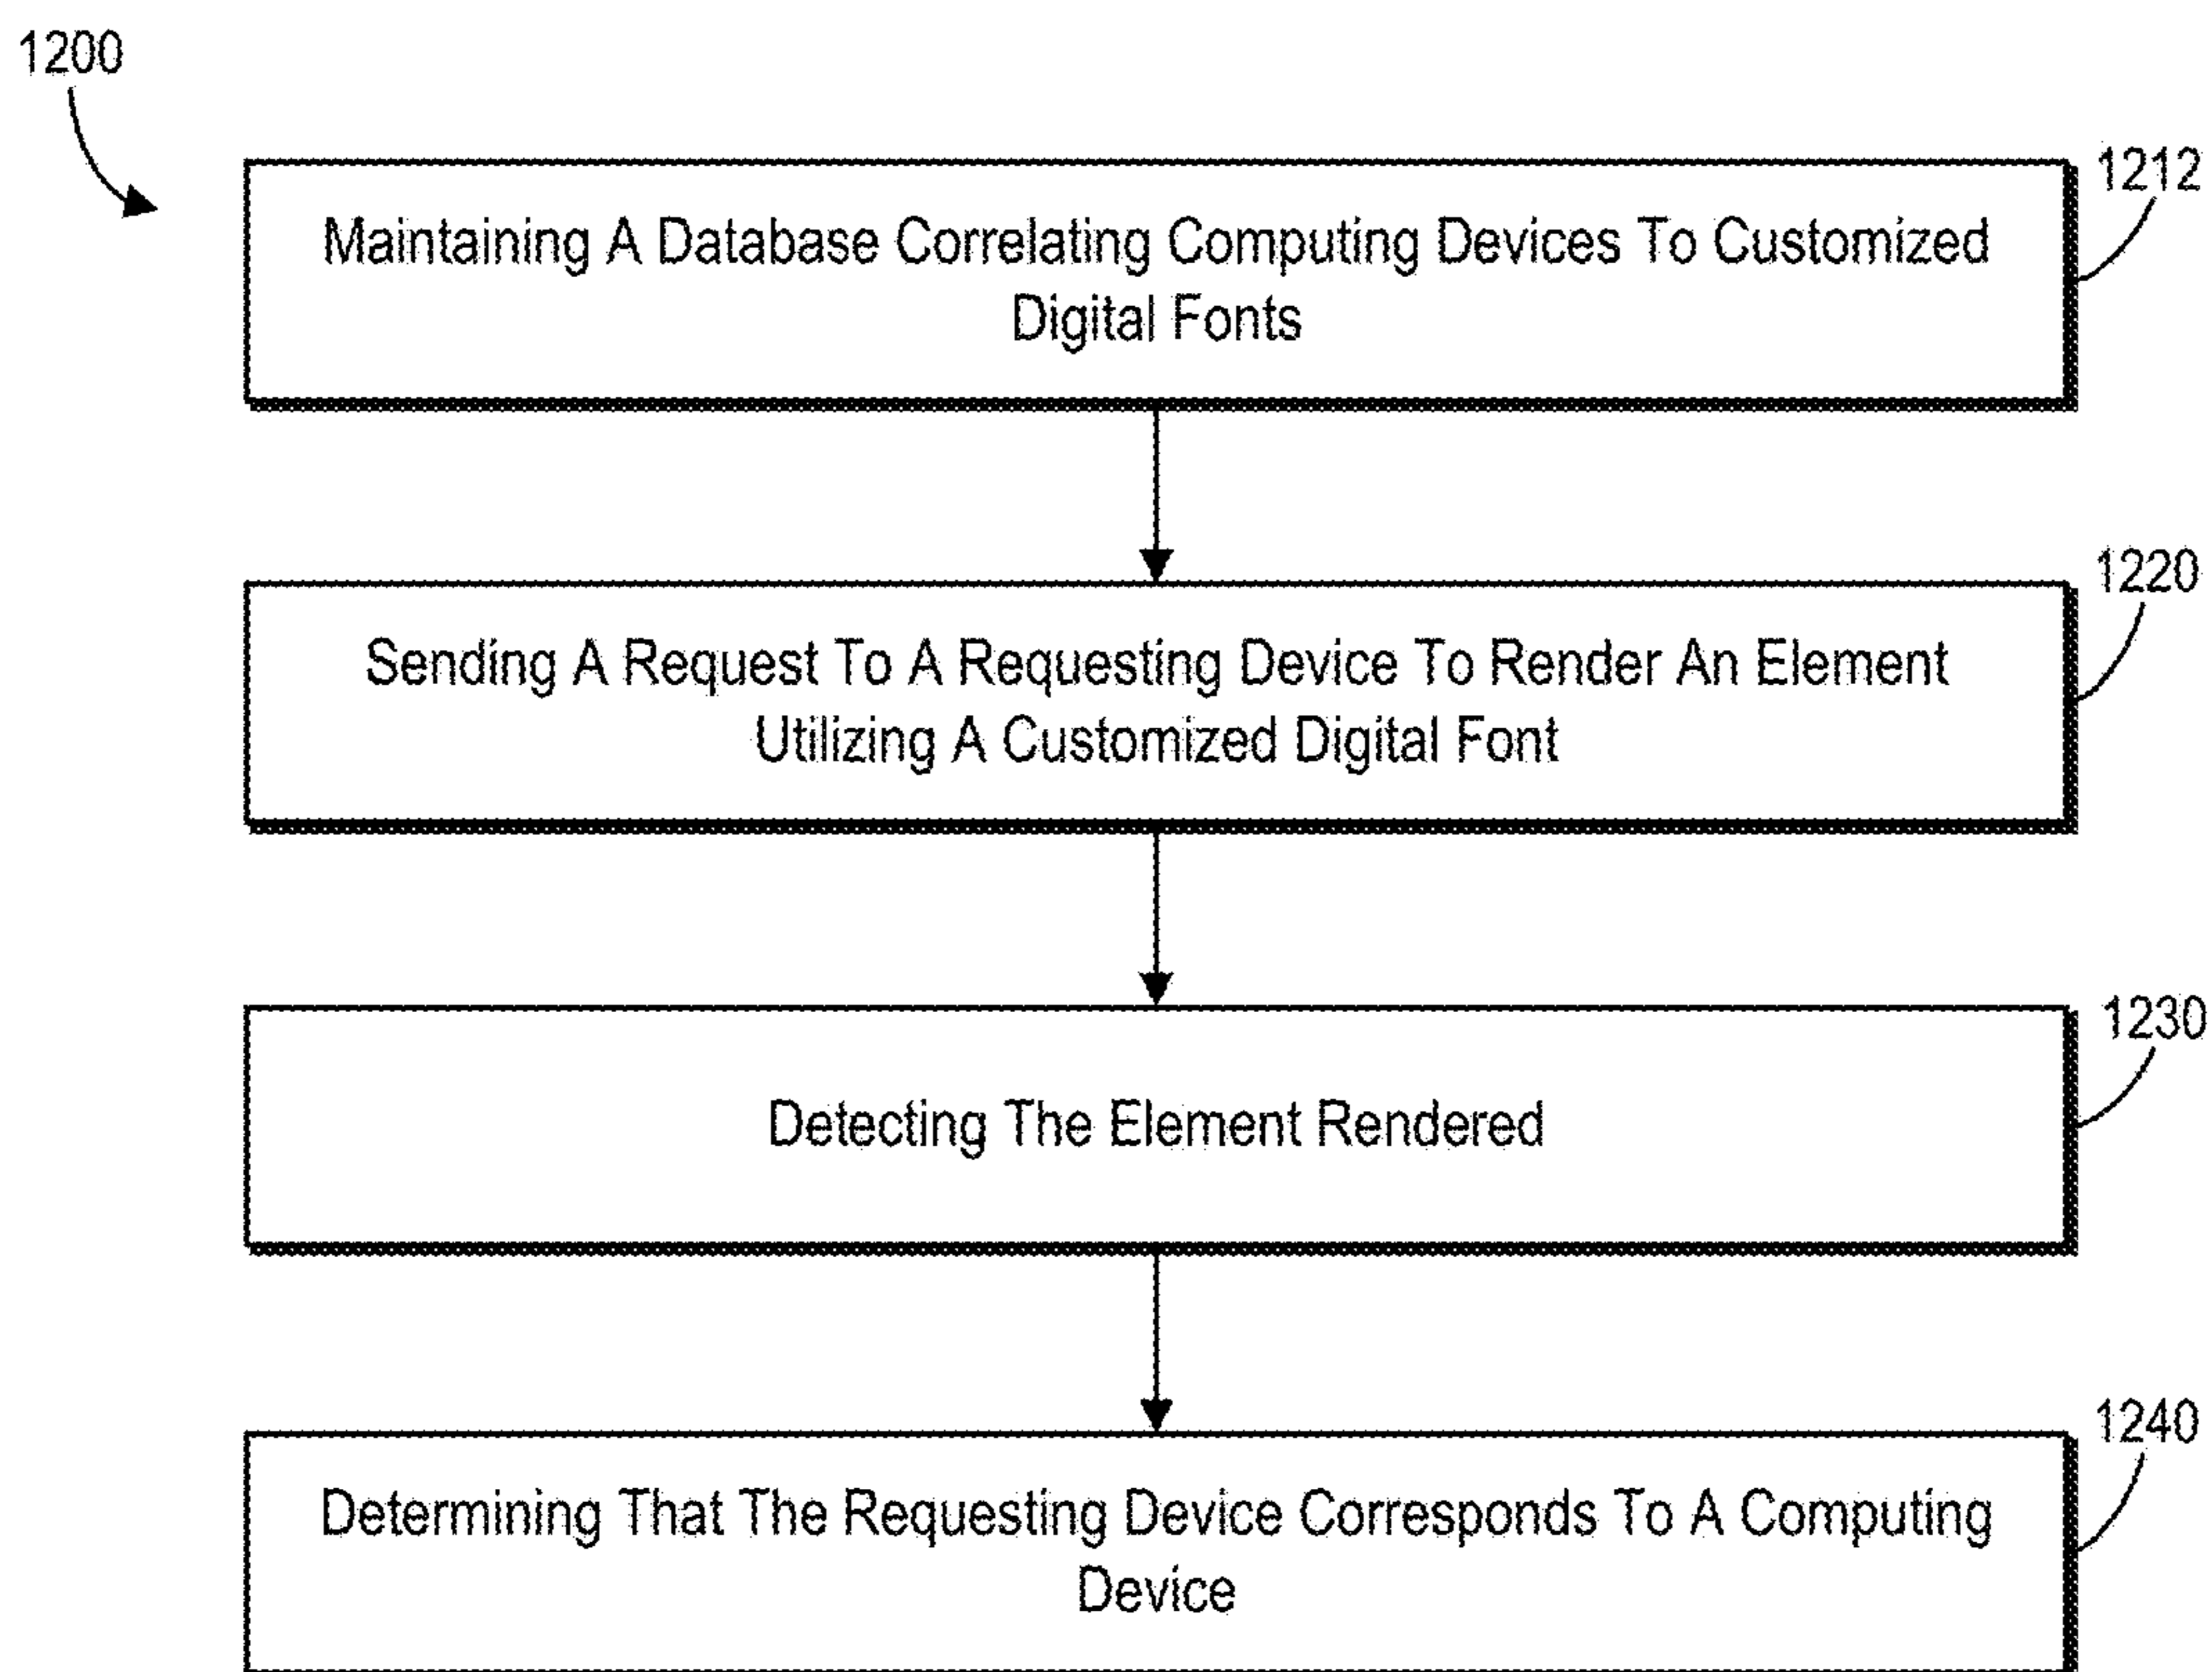 1200
1212
Maintaining A Database Correlating Computing Devices To Customized
Digital Fonts
1220
Sending A Request To A Requesting Device To Render An Element
Utilizing A Customized Digital Font
1230
Detecting The Element Rendered
1240
Determining That The Requesting Device Corresponds To A Computing
Device